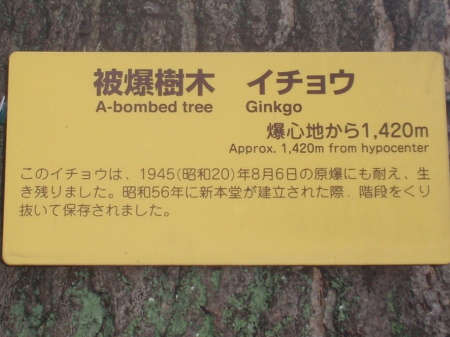 被爆樹木 イチョウ
A-bombed tree Ginkgo
爆心地から1,420m
Approx. 1,420m from hypocenter
このイチョウは、1945(昭和20)年8月6日の原爆にも耐え、生
き残りました。昭和56年に新本堂が建立された際、階段をくり
抜いて保存されました。